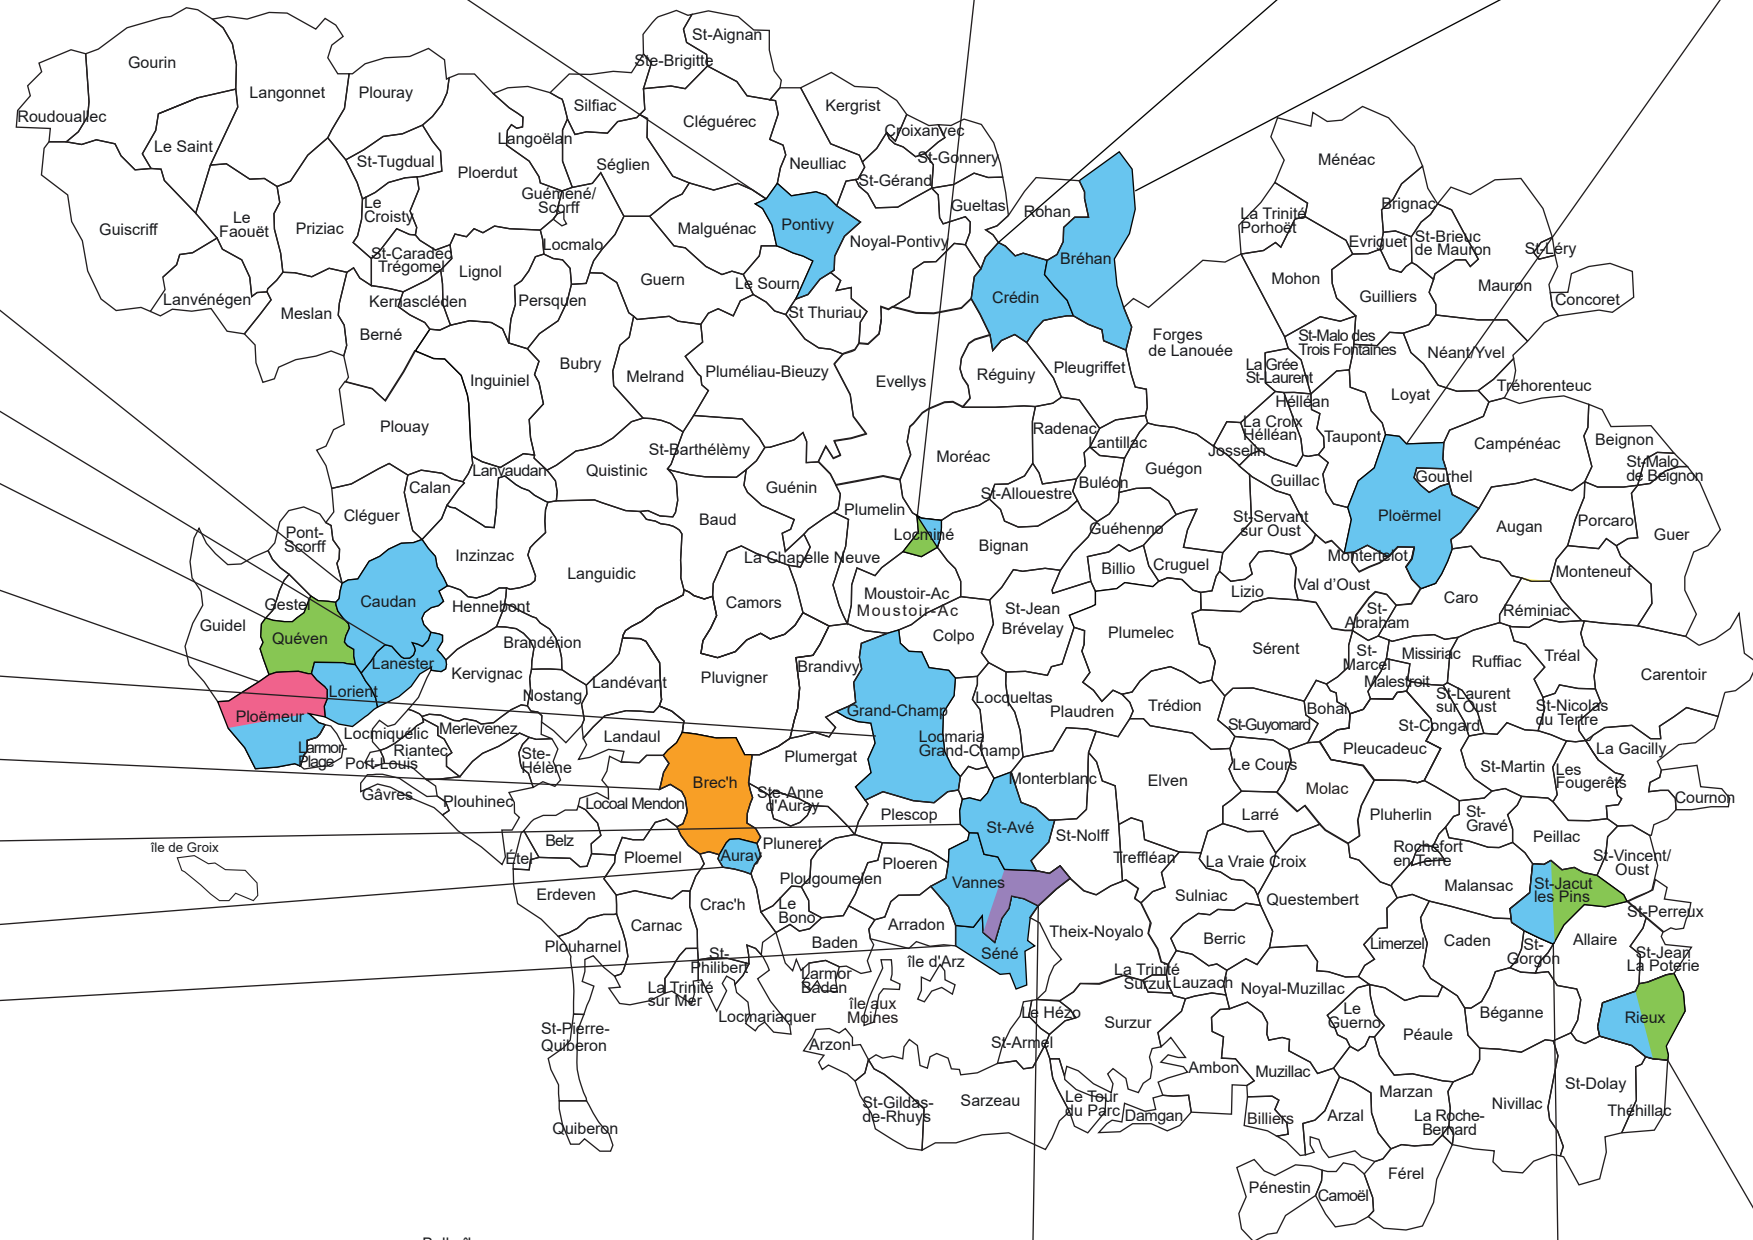 St-Aignan
Ste-Brigitte
Gourin
Langonnet
Plouray
Silfiac
Kergrist
Roudouallec
Cléguérec
Croixanvec
Le Saint
Langoëlan
St-Tugdual
Ploerdut
Séglien
Neulliac
St-Gonnery
St-Gérand
Ménéac
Guéméné/
Scorff
Le
Croisty
Guiscriff
Le
Faouët
Priziac
Malguénac
Pontivy
Gueltas
Rohan
La Trinité
Porhoët
Brignac
Evriguet
St-Brieuc
de Mauron
St-Léry
St-Caradec
Trégomel
Locmalo
Noyal-Pontivy
Bréhan
Lignol
Guern
Le Sourn
Crédin
Mohon
Guilliers
Mauron
Concoret
Lanvénégen
Meslan
Kernascléden
Persquen
St Thuriau
Berné
Forges
de Lanouée
St-Malo des
Trois Fontaines
Néant/Yvel
Bubry
Inguiniel
Melrand
Pluméliau-Bieuzy
Evellys
Réguiny
Pleugriffet
La Grée
St-Laurent
Loyat
Tréhorenteuc
Hélléan
Plouay
Radenac
Lantillac
La Croix
Hélléan
Josselin
Taupont
Campénéac
Beignon
St-Malo
de Beignon
Lanvaudan
Quistinic
St-Barthélèmy
Moréac
Guégon
Guillac
Gourhel
Calan
Guénin
St-Allouestre
Buléon
Cléguer
Baud
Plumelin
Locminé
Guéhenno
St-Servant
sur Oust
Ploërmel
Augan
Porcaro
Guer
Pont-
Scorff
Inzinzac
La Chapelle Neuve
Bignan
Montertelot
Languidic
Billio
Cruguel
Monteneuf
Gestel
Caudan
Hennebont
Camors
Moustoir-Ac
Moustoir-Ac
St-Jean
Brévelay
Lizio
Val d'Oust
St-
Abraham
Caro
Réminiac
Guidel
Quéven
Brandérion
Colpo
Plumelec
Lanester
Kervignac
Sérent
St-
Marcel
Missiriac
Malestroit
Ruffiac
Tréal
Carentoir
Lorient
Nostang
Landévant
Pluvigner
Brandivy
Locqueltas
Ploëmeur
Grand-Champ
Plaudren
Trédion
St-Guyomard
Bohal
St-Laurent
sur Oust
St-Congard
St-Nicolas
du Tertre
Locmiquélic
Merlevenez
Riantec
Larmor-
Plage
Port-Louis
Ste-
Hélène
Landaul
Plumergat
Locmaria
Grand-Champ
Pleucadeuc
La Gacilly
Gâvres
Plouhinec
Locoal Mendon
Brec'h
Ste-Anne
d'Auray
Monterblanc
Elven
Le Cours
Molac
St-Martin
Les
Fougerêts
Cournon
île de Groix
Belz
Plescop
St-Avé
St-Nolff
Larré
Pluherlin
St-
Gravé
Peillac
Étel
Ploemel
Auray
Pluneret
Ploeren
Treffléan
La Vraie Croix
Rochefort
en Terre
St-Vincent/
Oust
Erdeven
Crac'h
Plougoumelen
Vannes
Sulniac
Questembert
Malansac
St-Jacut
les Pins
Le
Bono
Carnac
Arradon
Theix-Noyalo
St-Perreux
Plouharnel
Baden
Séné
Berric
Limerzel
Caden
St-
Gorgon
Allaire
St-
Philibert
La Trinité
sur Mer
Larmor
Baden
île d'Arz
La Trinité
Surzur
Lauzach
Noyal-Muzillac
St-Jean
La Poterie
Locmariaquer
île aux
Moines
Le Hézo
Surzur
Le
Guerno
Péaule
Béganne
Rieux
St-Pierre-
Quiberon
Arzon
St-Armel
Ambon
Muzillac
St-Dolay
Théhillac
St-Gildas-
de-Rhuys
Sarzeau
Le Tour
du Parc
Damgan
Billiers
Arzal
Marzan
La Roche-
Bernard
Nivillac
Quiberon
Pénestin
Camoël
Férel